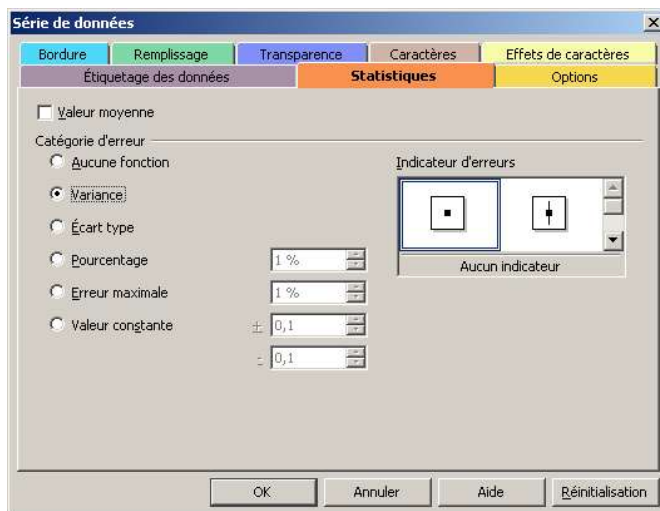 Série de données
Bordure Remplissage Transparence Caractères Effets de caractères
Étiquetage des données Statistiques Options
Valeur moyenne
Catégorie d'erreur
Aucune fonction
Variance
Écart type
Pourcentage 1 %
Erreur maximale 1 %
Valeur constante ± 0,1
- 0,1
Indicateur d'erreurs
Aucun indicateur
OK Annuler Aide Réinitialisation